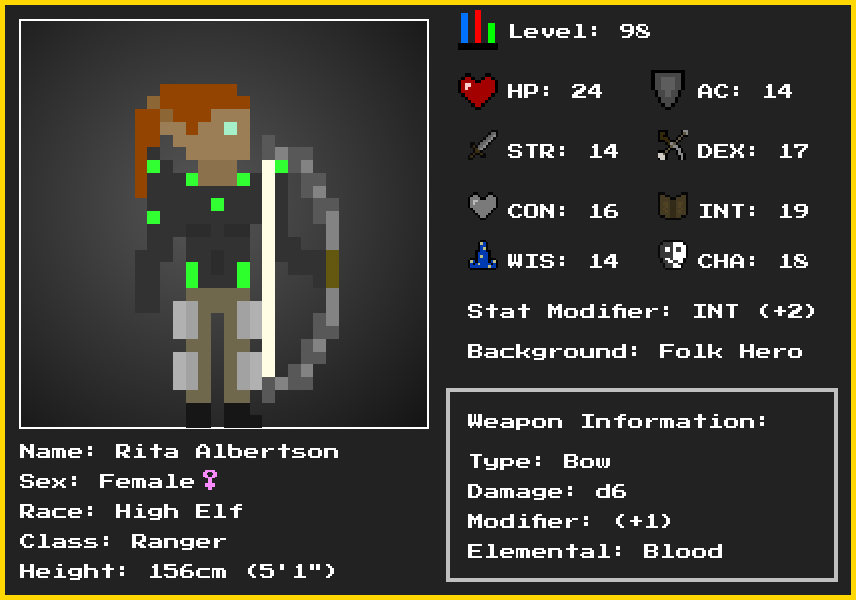 Level: 98
HP: 24 AC: 14
STR: 14 DEX: 17
CON: 16 INT: 19
WIS: 14 CHA: 18
Stat Modifier: INT (+2)
Background: Folk Hero
Weapon Information:
Type: Bow
Damage: d6
Modifier: (+1)
Elemental: Blood
Name: Rita Albertson
Sex: Female♀
Race: High Elf
Class: Ranger
Height: 156cm (5'1")